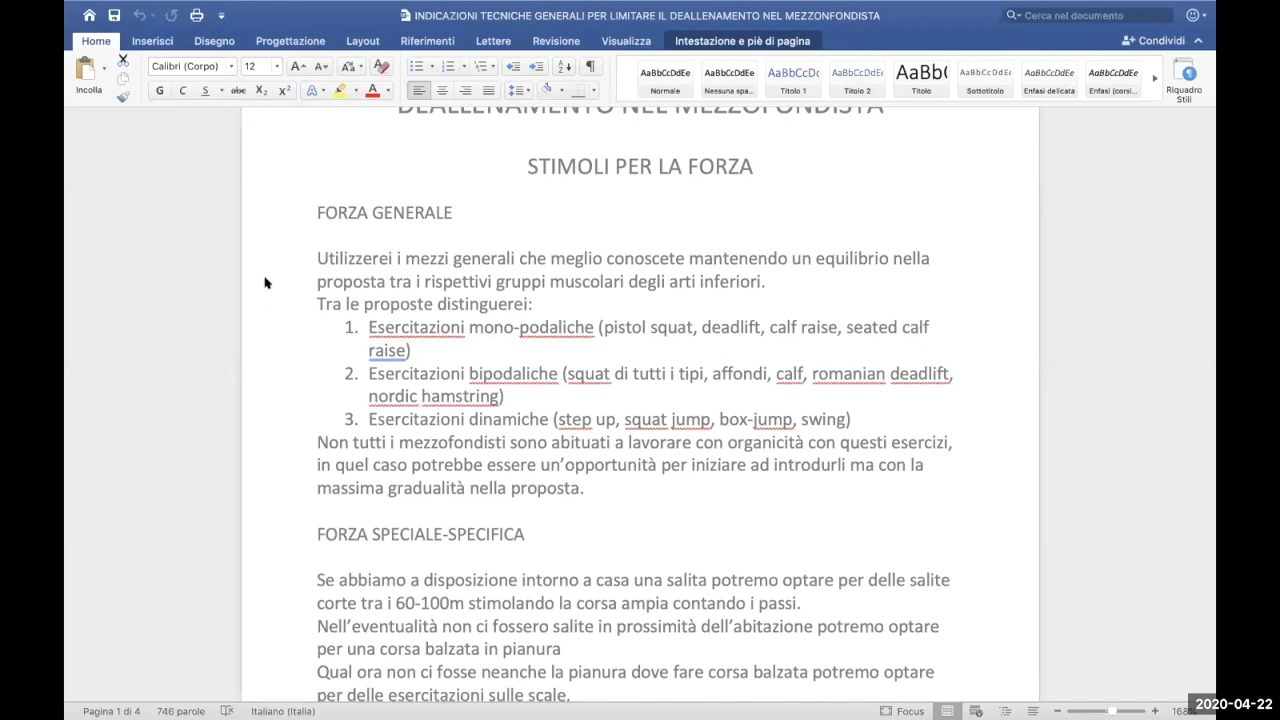 INDICAZIONI TECNICHE GENERALI PER LIMITARE IL DEALLENAMENTO NEL MEZZONFONDISTA
Cerca nel documento
Home Inserisci Disegno Progettazione Layout Riferimenti Lettere Revisione Visualizza Intestazione e piè di pagina Condividi
Incolla
Calibri (Corpo) 12
G C S abc X₂ X²
AaBbCcDdEe AaBbCcDdEe AaBbCcDc AaBbCcDdEe AaBb( AaBbCcDdEe AaBbCcDdEe AaBbCcDdEe
Normale Nessuna spa... Titolo 1 Titolo 2 Titolo Sottotitolo Enfasi delicata Enfasi (corsi...
Riquadro
Stili
DEALLENAMENTO NEL MEZZOFONDISTA
STIMOLI PER LA FORZA
FORZA GENERALE
Utilizzerei i mezzi generali che meglio conoscete mantenendo un equilibrio nella
proposta tra i rispettivi gruppi muscolari degli arti inferiori.
Tra le proposte distinguerei:
1. Esercitazioni mono-podaliche (pistol squat, deadlift, calf raise, seated calf
raise)
2. Esercitazioni bipodaliche (squat di tutti i tipi, affondi, calf, romanian deadlift,
nordic hamstring)
3. Esercitazioni dinamiche (step up, squat jump, box-jump, swing)
Non tutti i mezzofondisti sono abituati a lavorare con organicità con questi esercizi,
in quel caso potrebbe essere un’opportunità per iniziare ad introdurli ma con la
massima gradualità nella proposta.
FORZA SPECIALE-SPECIFICA
Se abbiamo a disposizione intorno a casa una salita potremo optare per delle salite
corte tra i 60-100m stimolando la corsa ampia contando i passi.
Nell’eventualità non ci fossero salite in prossimità dell’abitazione potremo optare
per una corsa balzata in pianura
Qual ora non ci fosse neanche la pianura dove fare corsa balzata potremo optare
per delle esercitazioni sulle scale.
Pagina 1 di 4 746 parole Italiano (Italia) Focus 168
2020-04-22